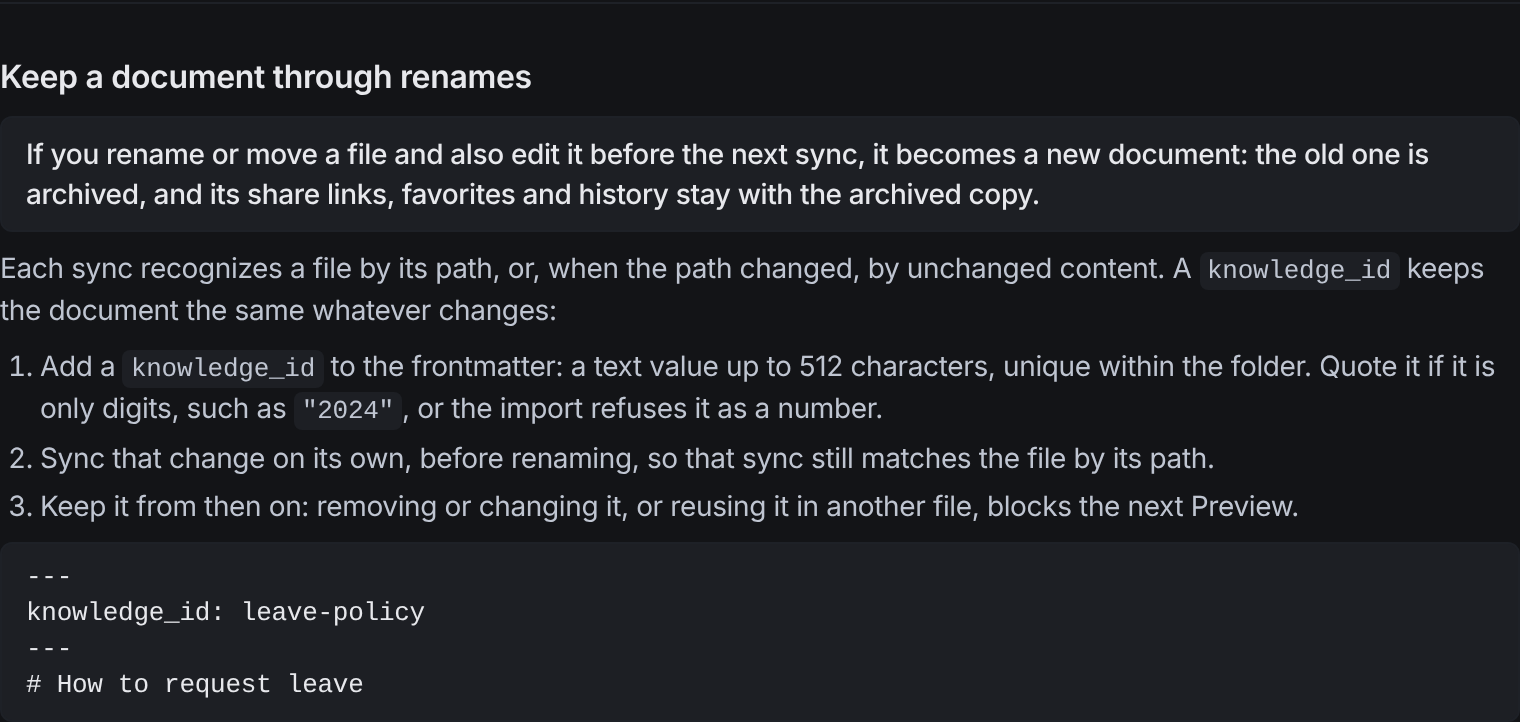 Keep a document through renames
If you rename or move a file and also edit it before the next sync, it becomes a new document: the old one is
archived, and its share links, favorites and history stay with the archived copy.
Each sync recognizes a file by its path, or, when the path changed, by unchanged content. A knowledge_id keeps
the document the same whatever changes:
1. Add a knowledge_id to the frontmatter: a text value up to 512 characters, unique within the folder. Quote it if it is
only digits, such as "2024", or the import refuses it as a number.
2. Sync that change on its own, before renaming, so that sync still matches the file by its path.
3. Keep it from then on: removing or changing it, or reusing it in another file, blocks the next Preview.
---
knowledge_id: leave-policy
---
# How to request leave